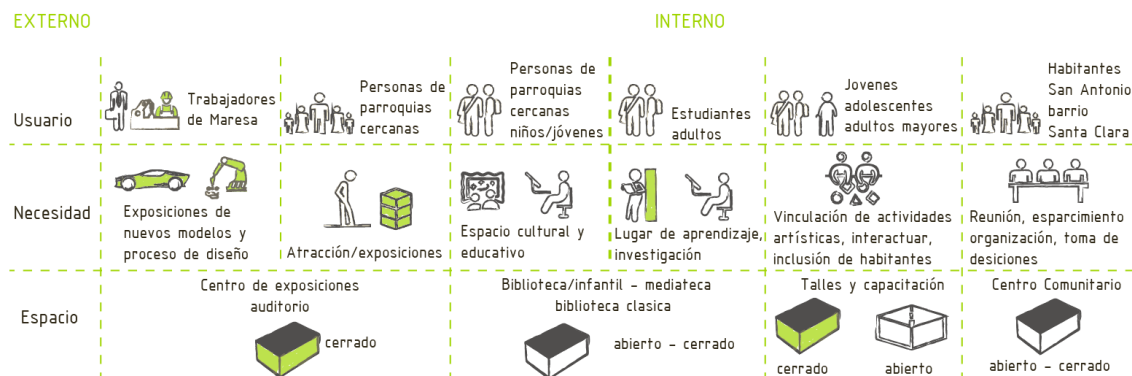 EXTERNO
INTERNO
Usuario
Trabajadores
de Maresa
Personas de
parroquias
cercanas
Personas de
parroquias
cercanas
niños/jóvenes
Estudiantes
adultos
Jovenes
adolescentes
adultos mayores
Habitantes
San Antonio
barrio
Santa Clara
Necesidad
Exposiciones de
nuevos modelos y
proceso de diseño
Atracción/exposiciones
Espacio cultural y
educativo
Lugar de aprendizaje,
investigación
Vinculación de actividades
artísticas, interactuar,
inclusión de habitantes
Reunión, esparcimiento
organización, toma de
desiciones
Espacio
Centro de exposiciones
auditorio
cerrado
Biblioteca/infantil - mediateca
biblioteca clasica
abierto - cerrado
Talles y capacitación
cerrado
abierto
Centro Comunitario
abierto - cerrado